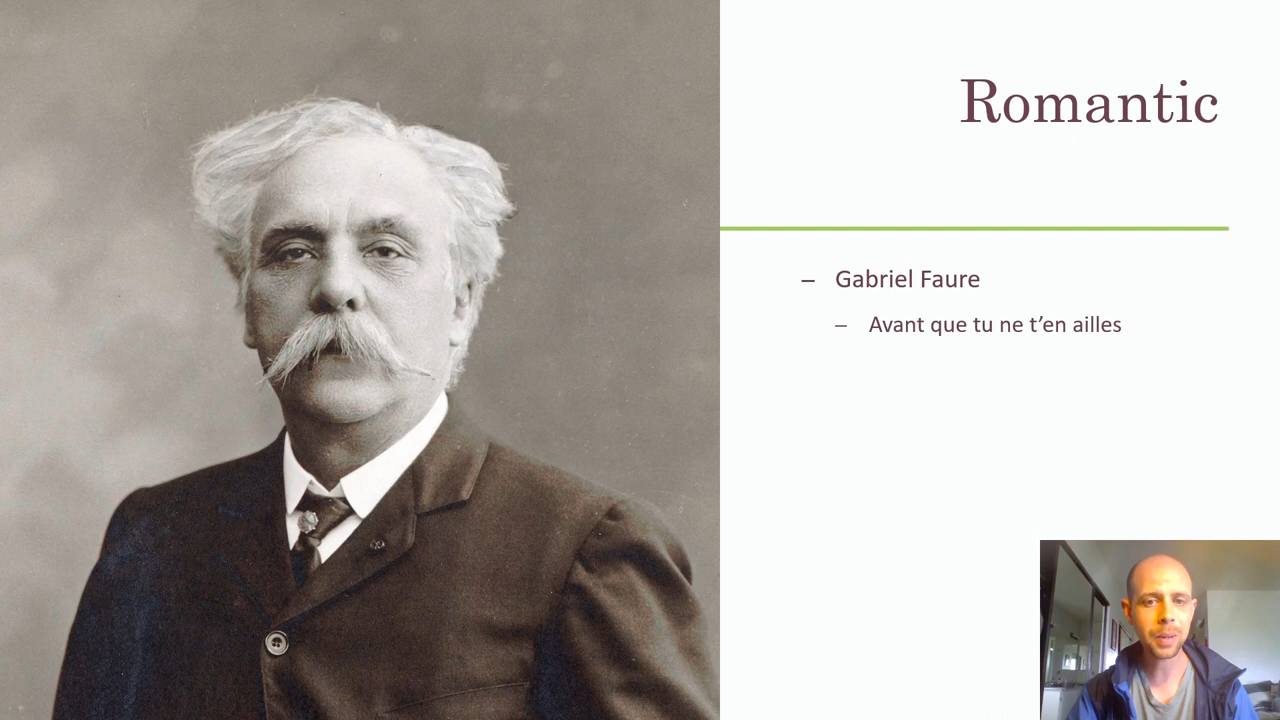 Romantic
– Gabriel Faure
– Avant que tu ne t’en ailles